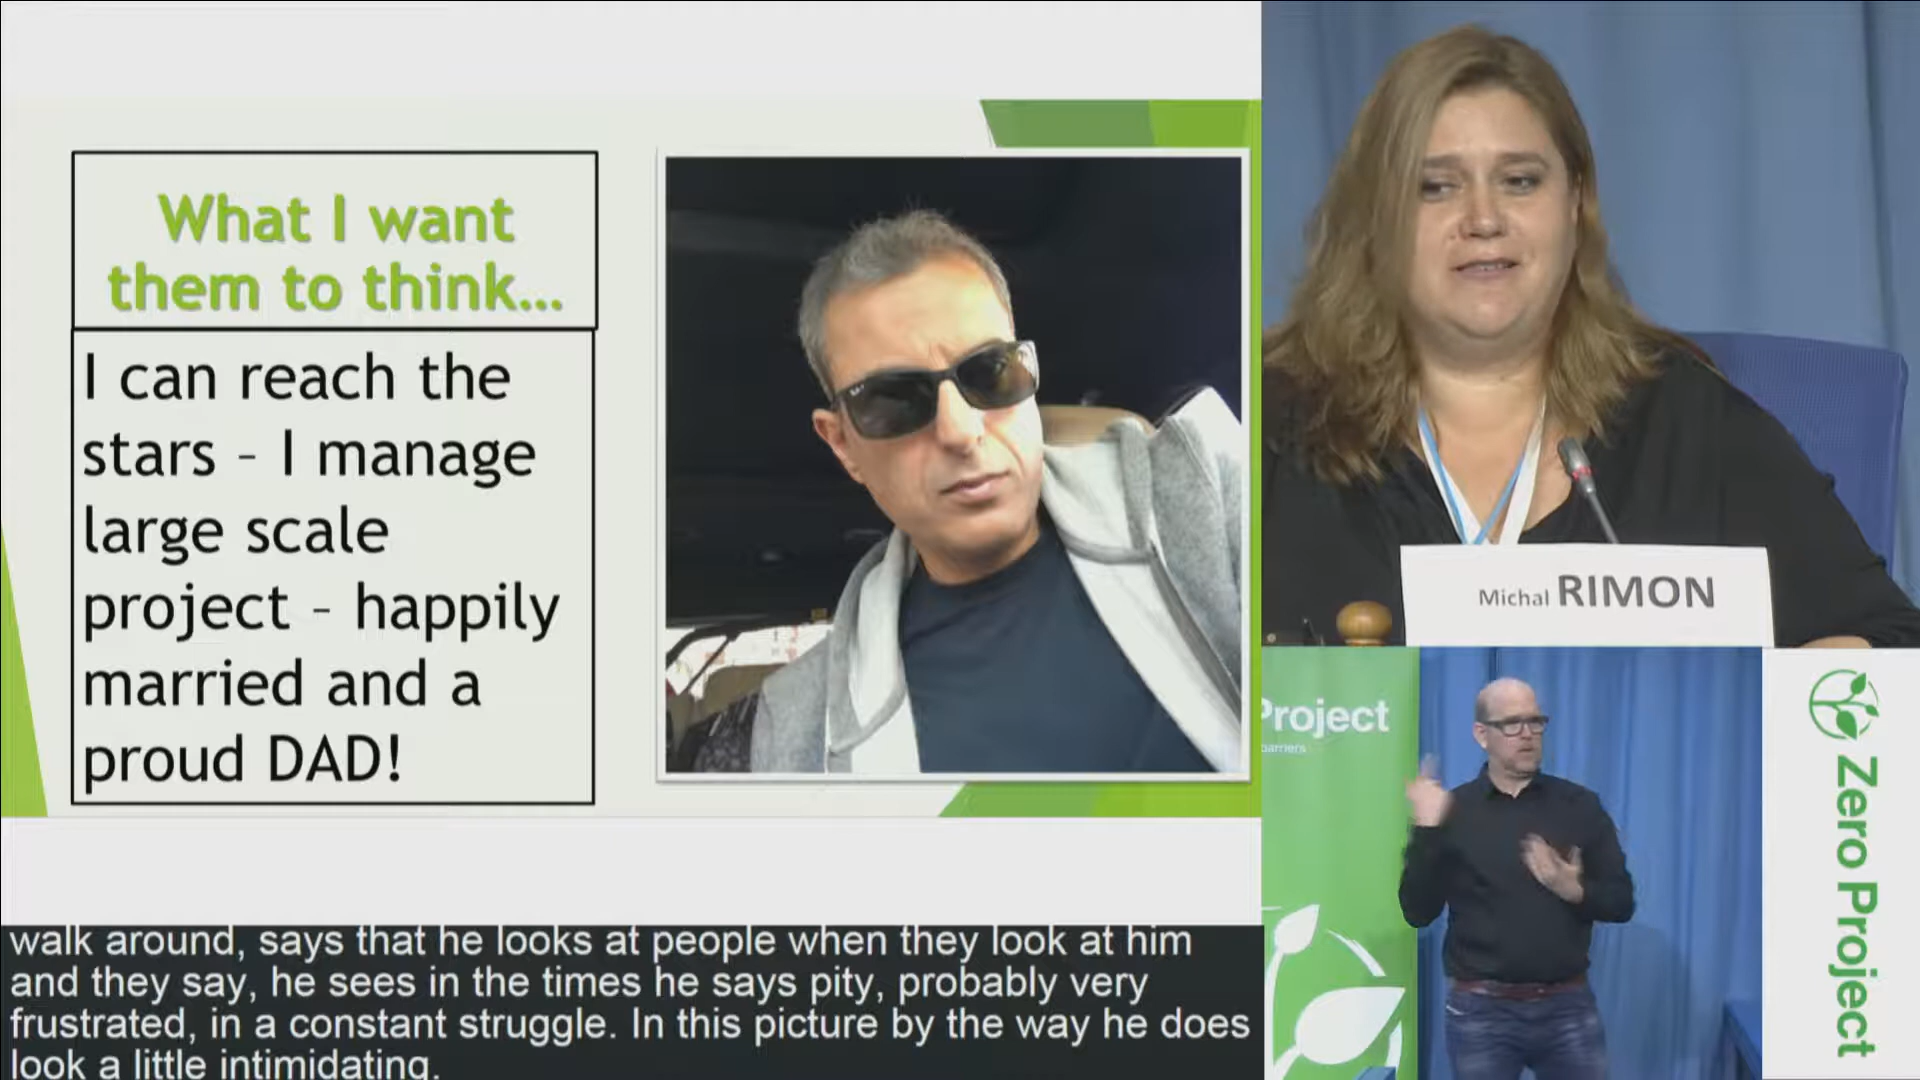 What I want
them to think...
I can reach the
stars – I manage
large scale
project – happily
married and a
proud DAD!
Michal RIMON
Project
barriers
Zero Project
walk around, says that he looks at people when they look at him
and they say, he sees in the times he says pity, probably very
frustrated, in a constant struggle. In this picture by the way he does
look a little intimidating.